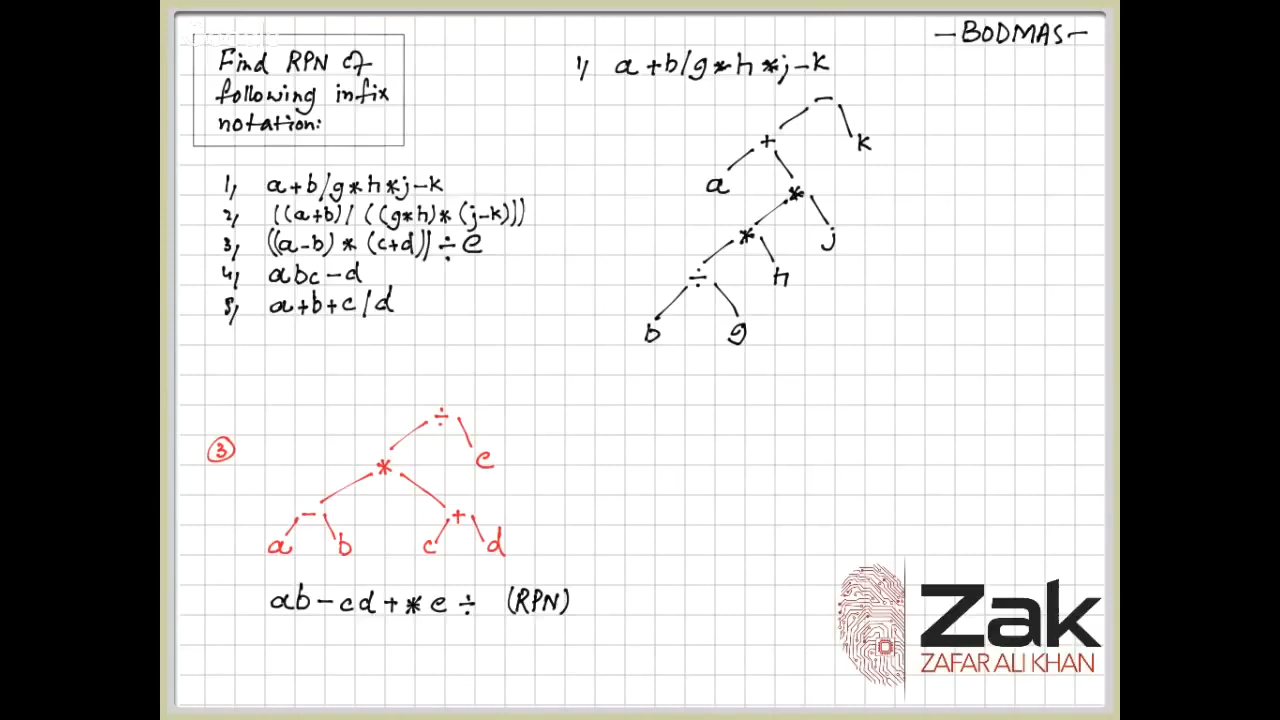 —BODMAS—
Find RPN of
following infix
notation:
1, a+b/g*h*j-k
2, ((a+b)/((g*h)*(j-k)))
3, ((a-b)*(c+d))÷e
4, abc-d
5, a+b+c/d
1, a+b/g*h*j-k
-
+ k
a *
* j
÷ h
b g
3
÷
* e
- +
a b c d
ab-cd+*e÷ (RPN)
zak
ZAFAR ALI KHAN